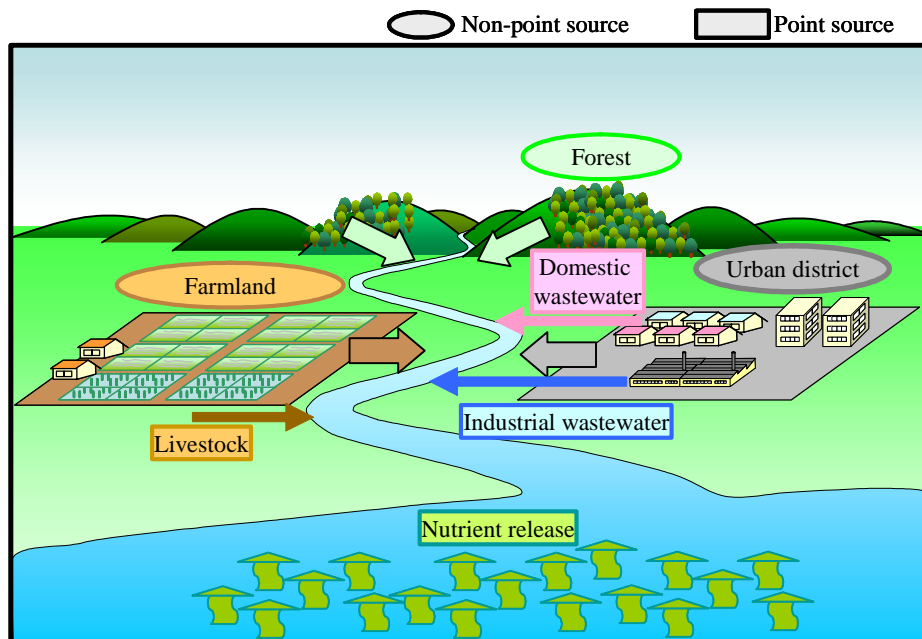 Non-point source
Point source
Forest
Domestic
wastewater
Urban district
Farmland
Industrial wastewater
Livestock
Nutrient release